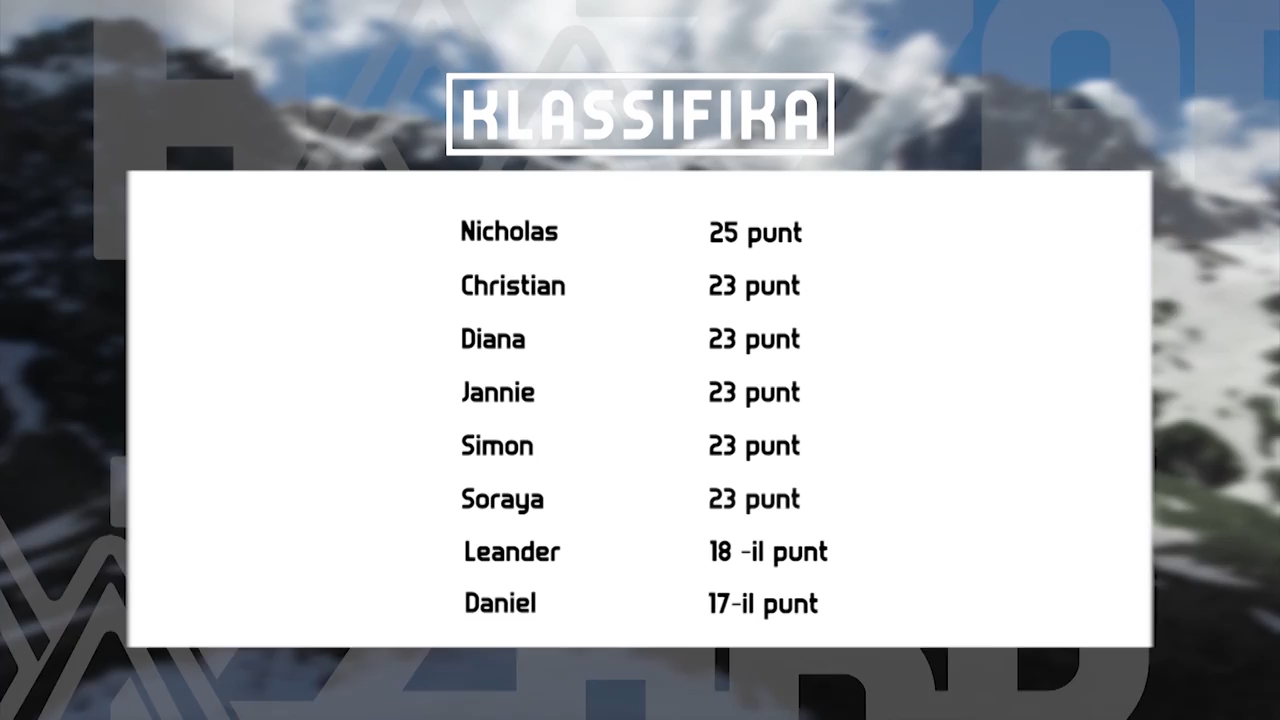 KLASSIFIKA
Nicholas 25 punt
Christian 23 punt
Diana 23 punt
Jannie 23 punt
Simon 23 punt
Soraya 23 punt
Leander 18 -il punt
Daniel 17-il punt